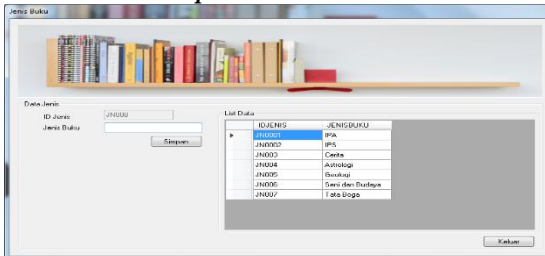 Jenis Buku
Data Jenis
ID Jenis JN008
Jenis Buku
Simpan
List Data
IDJENIS JENISBUKU
JN0001 IPA
JN0002 IPS
JN003 Cerita
JN004 Astrologi
JN005 Geologi
JN006 Seni dan Budaya
JN007 Tata Boga
Keluar